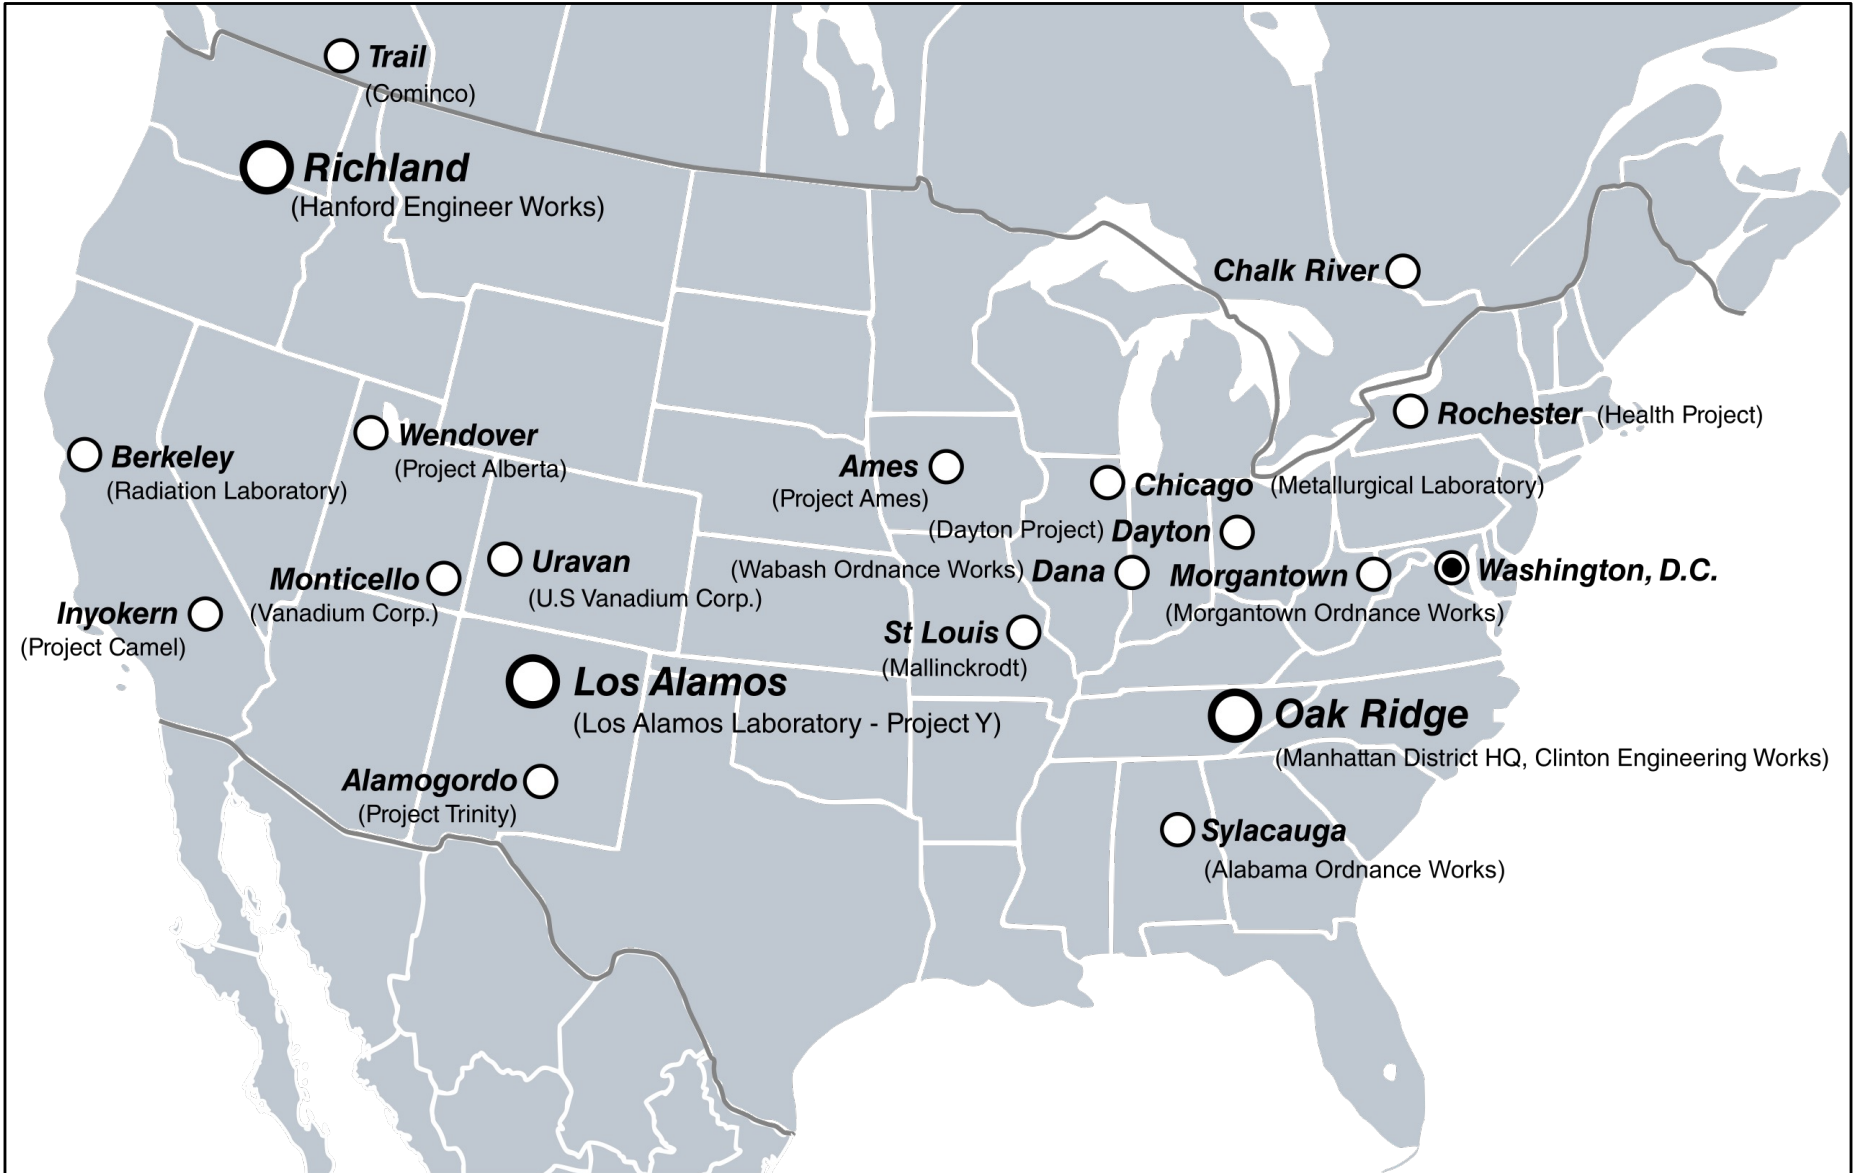 Trail
(Cominco)
Richland
(Hanford Engineer Works)
Chalk River
Rochester (Health Project)
Wendover
(Project Alberta)
Berkeley
(Radiation Laboratory)
Ames
(Project Ames)
Chicago (Metallurgical Laboratory)
(Dayton Project) Dayton
Uravan
(U.S Vanadium Corp.)
(Wabash Ordnance Works) Dana
Morgantown
(Morgantown Ordnance Works)
Washington, D.C.
Monticello
(Vanadium Corp.)
Inyokern
(Project Camel)
St Louis
(Mallinckrodt)
Los Alamos
(Los Alamos Laboratory - Project Y)
Oak Ridge
(Manhattan District HQ, Clinton Engineering Works)
Alamogordo
(Project Trinity)
Sylacauga
(Alabama Ordnance Works)